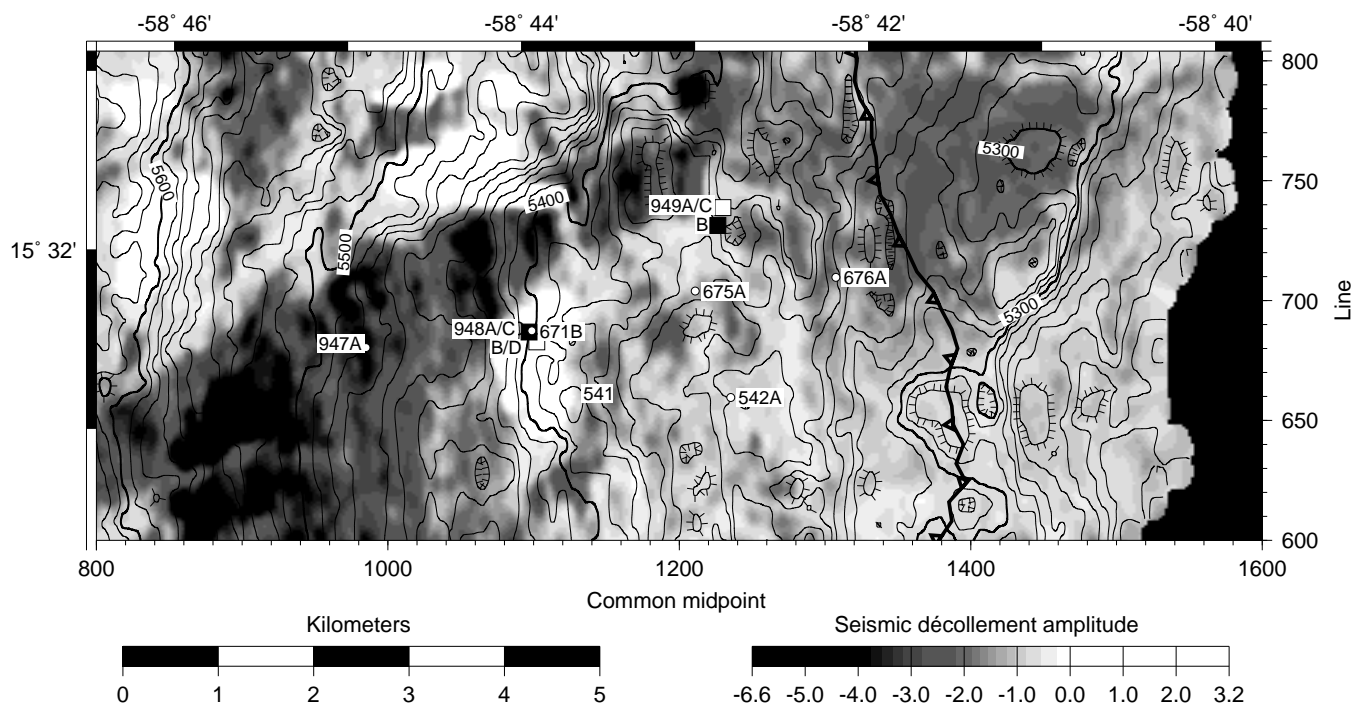 -58° 46'
-58° 44'
-58° 42'
-58° 40'
800
5300
5600
750
5400
949A/C
B
15° 32'
5500
676A
675A
700
5300
948A/C
671B
B/D
947A
541
542A
650
600
Line
800
1000
1200
1400
1600
Common midpoint
Kilometers
Seismic décollement amplitude
0 1 2 3 4 5
-6.6 -5.0 -4.0 -3.0 -2.0 -1.0 0.0 1.0 2.0 3.2